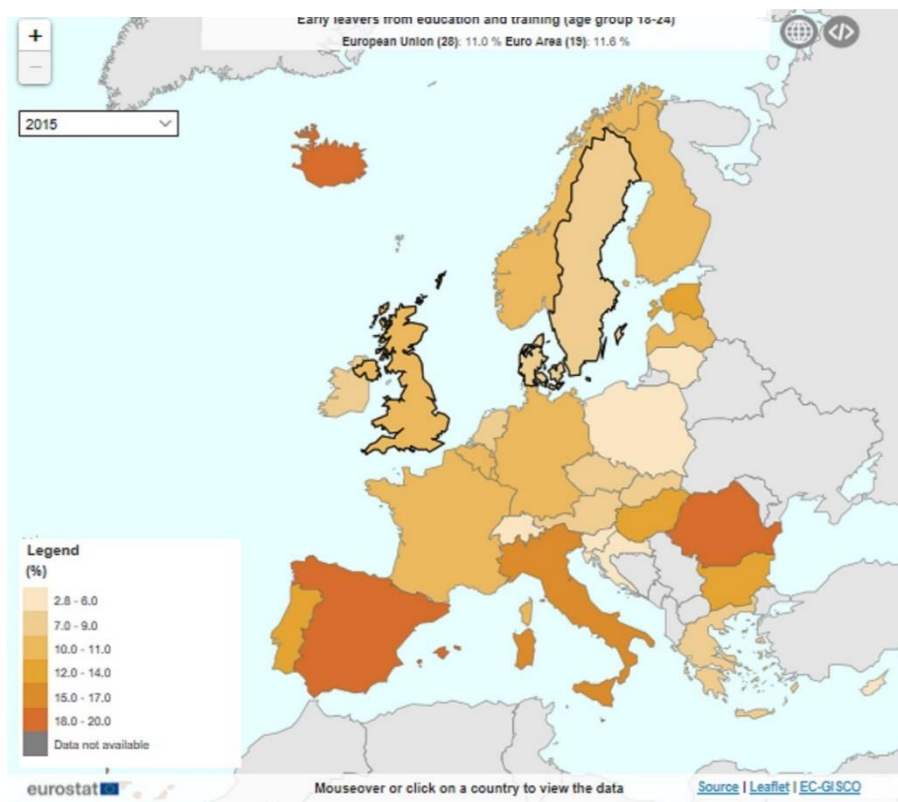 Early leavers from education and training (age group 18-24)
European Union (28): 11.0 % Euro Area (19): 11.6 %
+
−
2015
</>
Legend
(%)
2.8 - 6.0
7.0 - 9.0
10.0 - 11.0
12.0 - 14.0
15.0 - 17.0
18.0 - 20.0
Data not available
eurostat
Mouseover or click on a country to view the data
Source | Leaflet | EC-GISCO